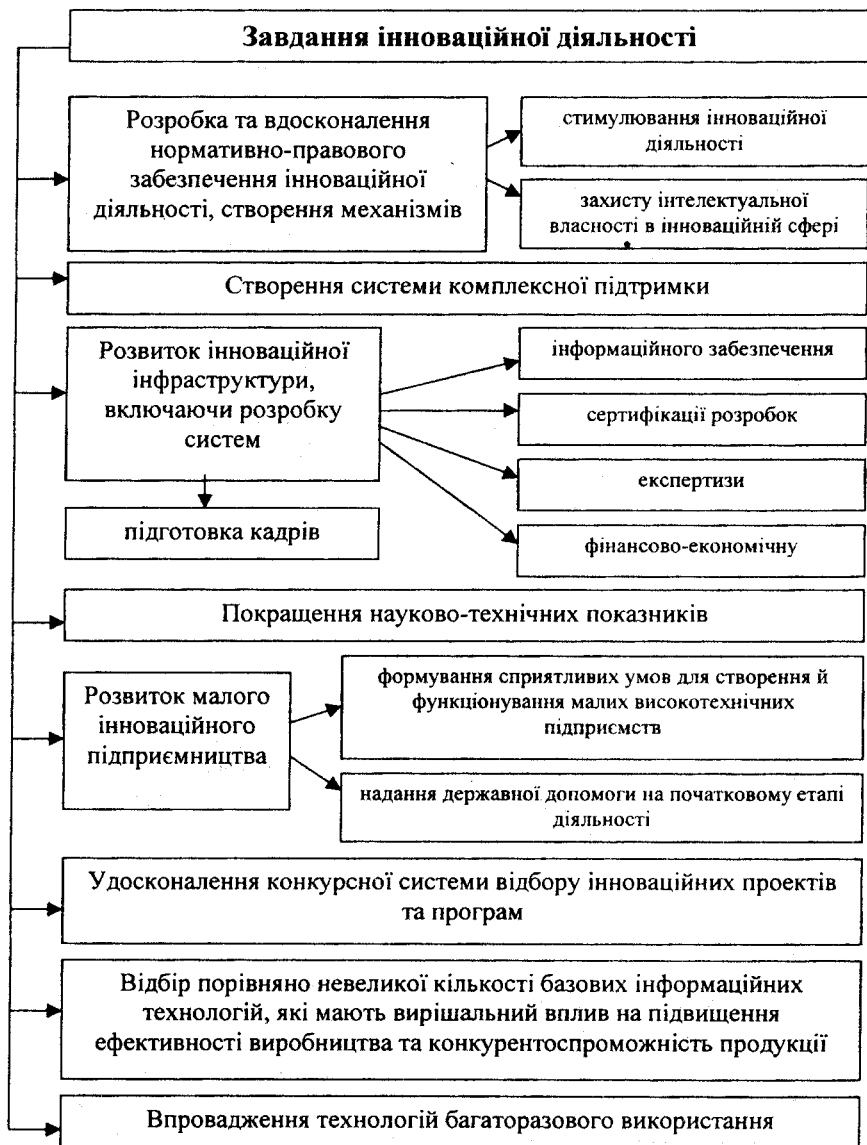 Завдання інноваційної діяльності
Розробка та вдосконалення
нормативно-правового
забезпечення інноваційної
діяльності, створення механізмів
стимулювання інноваційної
діяльності
захисту інтелектуальної
власності в інноваційній сфері
Створення системи комплексної підтримки
Розвиток інноваційної
інфраструктури,
включаючи розробку
систем
інформаційного забезпечення
сертифікації розробок
експертизи
фінансово-економічну
підготовка кадрів
Покращення науково-технічних показників
Розвиток малого
інноваційного
підприємництва
формування сприятливих умов для створення й
функціонування малих високотехнічних
підприємств
надання державної допомоги на початковому етапі
діяльності
Удосконалення конкурсної системи відбору інноваційних проектів
та програм
Відбір порівняно невеликої кількості базових інформаційних
технологій, які мають вирішальний вплив на підвищення
ефективності виробництва та конкурентоспроможність продукції
Впровадження технологій багаторазового використання